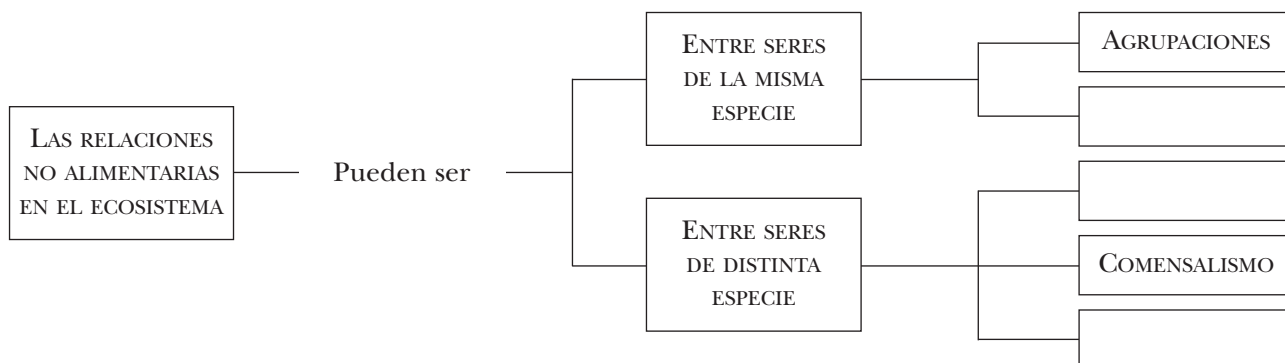 LAS RELACIONES
NO ALIMENTARIAS
EN EL ECOSISTEMA
Pueden ser
ENTRE SERES
DE LA MISMA
ESPECIE
AGRUPACIONES
ENTRE SERES
DE DISTINTA
ESPECIE
COMENSALISMO